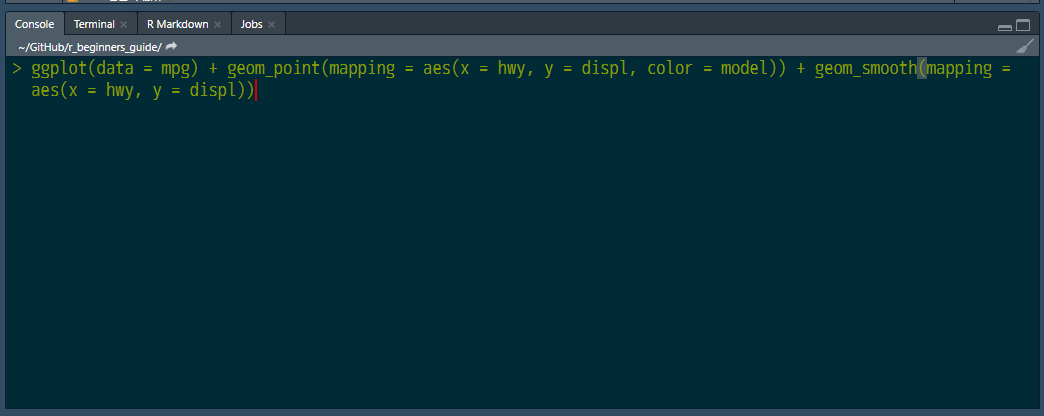 Console Terminal × R Markdown × Jobs ×
~/GitHub/r_beginners_guide/
> ggplot(data = mpg) + geom_point(mapping = aes(x = hwy, y = displ, color = model)) + geom_smooth(mapping =
aes(x = hwy, y = displ))